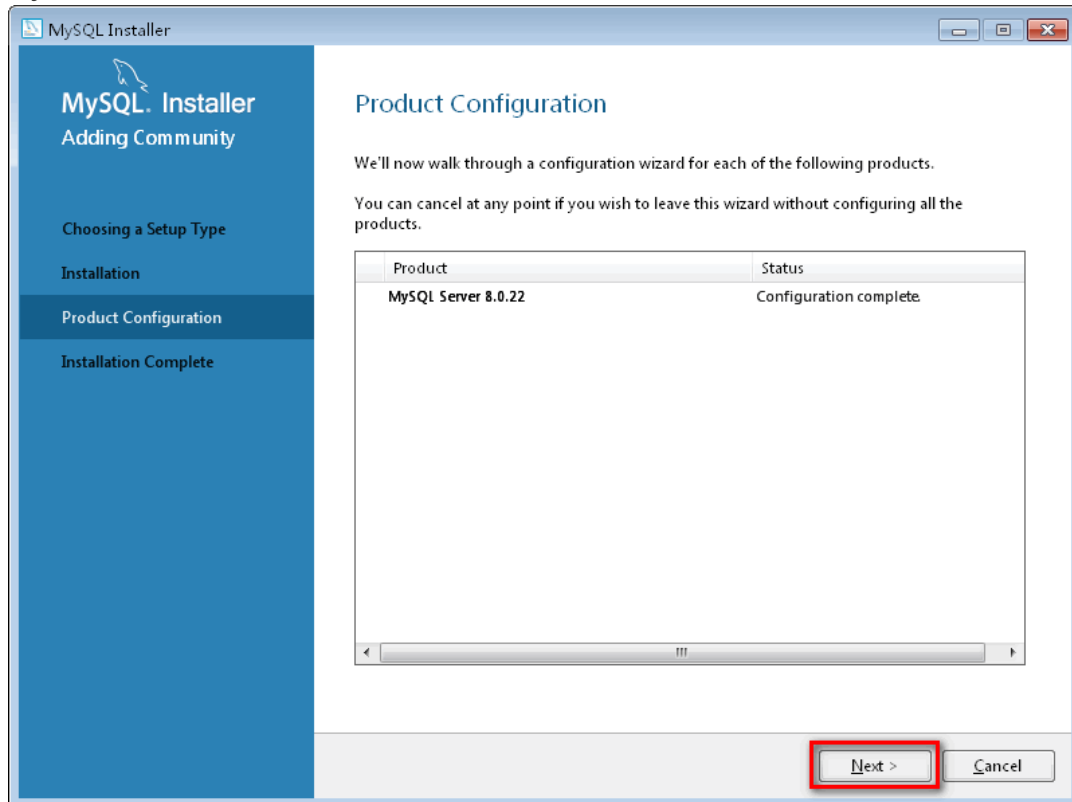 MySQL Installer
MySQL. Installer
Adding Community
Choosing a Setup Type
Installation
Product Configuration
Installation Complete
Product Configuration
We'll now walk through a configuration wizard for each of the following products.
You can cancel at any point if you wish to leave this wizard without configuring all the
products.
Product Status
MySQL Server 8.0.22 Configuration complete.
Next > Cancel